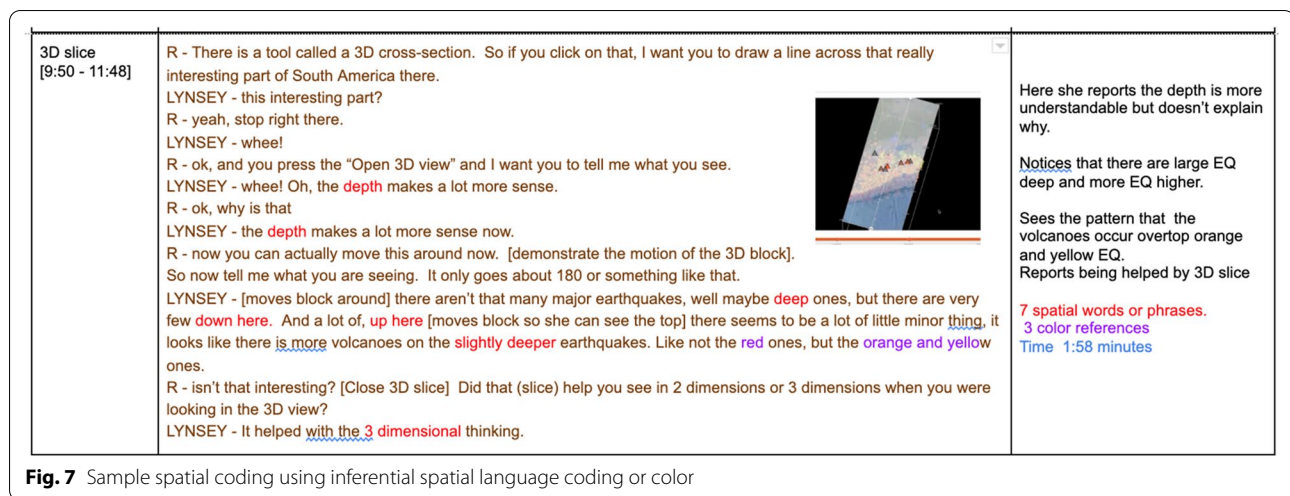 3D slice
[9:50 - 11:48]
R - There is a tool called a 3D cross-section.  So if you click on that, I want you to draw a line across that really
interesting part of South America there.
LYNSEY - this interesting part?
R - yeah, stop right there.
LYNSEY - whee!
R - ok, and you press the “Open 3D view” and I want you to tell me what you see.
LYNSEY - whee! Oh, the depth makes a lot more sense.
R - ok, why is that
LYNSEY - the depth makes a lot more sense now.
R - now you can actually move this around now.  [demonstrate the motion of the 3D block].
So now tell me what you are seeing.  It only goes about 180 or something like that.
LYNSEY - [moves block around] there aren’t that many major earthquakes, well maybe deep ones, but there are very
few down here.  And a lot of, up here [moves block so she can see the top] there seems to be a lot of little minor thing, it
looks like there is more volcanoes on the slightly deeper earthquakes. Like not the red ones, but the orange and yellow
ones.
R - isn’t that interesting? [Close 3D slice]  Did that (slice) help you see in 2 dimensions or 3 dimensions when you were
looking in the 3D view?
LYNSEY - It helped with the 3 dimensional thinking.
Here she reports the depth is more
understandable but doesn’t explain
why.
Notices that there are large EQ
deep and more EQ higher.
Sees the pattern that  the
volcanoes occur overtop orange
and yellow EQ.
Reports being helped by 3D slice
7 spatial words or phrases.
3 color references
Time  1:58 minutes
Fig. 7  Sample spatial coding using inferential spatial language coding or color